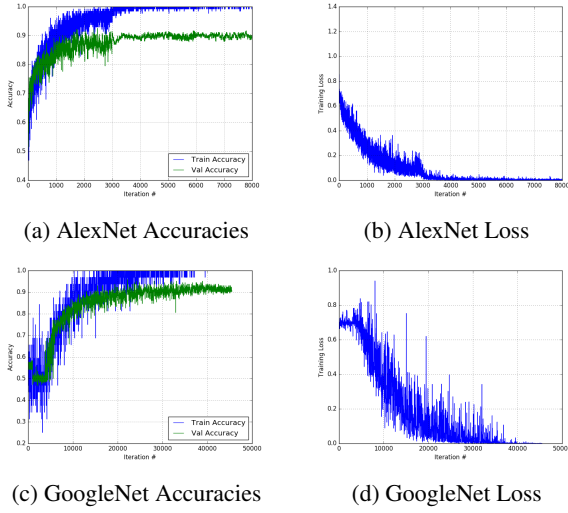 1.0
0.9
0.8
0.7
0.6
0.5
0.4
Accuracy
0 1000 2000 3000 4000 5000 6000 7000 8000
Iteration #
Train Accuracy
Val Accuracy
(a) AlexNet Accuracies
1.4
1.2
1.0
0.8
0.6
0.4
0.2
0.0
Training Loss
0 1000 2000 3000 4000 5000 6000 7000 8000
Iteration #
(b) AlexNet Loss
1.0
0.9
0.8
0.7
0.6
0.5
0.4
0.3
0.2
Accuracy
0 10000 20000 30000 40000 50000
Iteration #
Train Accuracy
Val Accuracy
(c) GoogleNet Accuracies
1.0
0.8
0.6
0.4
0.2
0.0
Training Loss
0 10000 20000 30000 40000 5000
Iteration #
(d) GoogleNet Loss